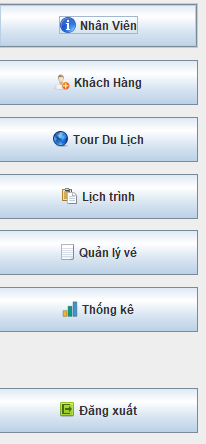 Nhân Viên
Khách Hàng
Tour Du Lịch
Lịch trình
Quản lý vé
Thống kê
Đăng xuất